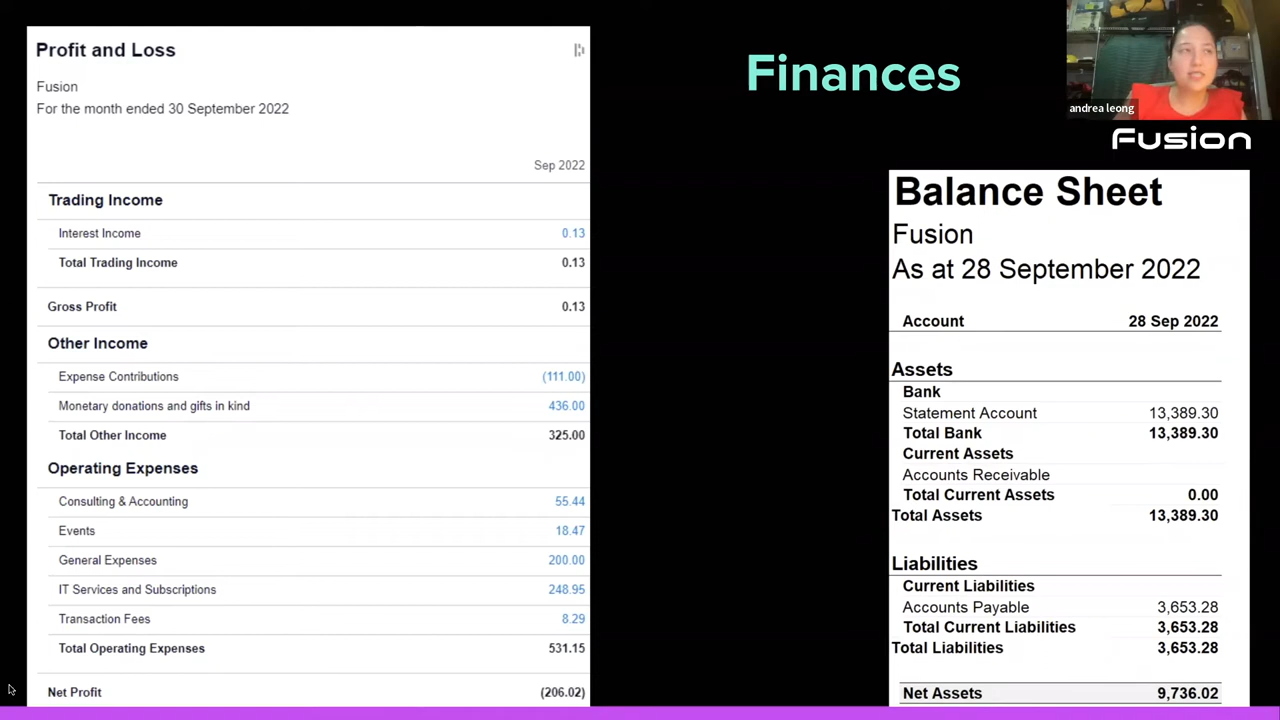 Profit and Loss
Fusion
For the month ended 30 September 2022
Sep 2022
Trading Income
Interest Income 0.13
Total Trading Income 0.13
Gross Profit 0.13
Other Income
Expense Contributions (111.00)
Monetary donations and gifts in kind 436.00
Total Other Income 325.00
Operating Expenses
Consulting & Accounting 55.44
Events 18.47
General Expenses 200.00
IT Services and Subscriptions 248.95
Transaction Fees 8.29
Total Operating Expenses 531.15
Net Profit (206.02)
Finances
andrea leong
Fusion
Balance Sheet
Fusion
As at 28 September 2022
Account 28 Sep 2022
Assets
Bank
Statement Account 13,389.30
Total Bank 13,389.30
Current Assets
Accounts Receivable
Total Current Assets 0.00
Total Assets 13,389.30
Liabilities
Current Liabilities
Accounts Payable 3,653.28
Total Current Liabilities 3,653.28
Total Liabilities 3,653.28
Net Assets 9,736.02